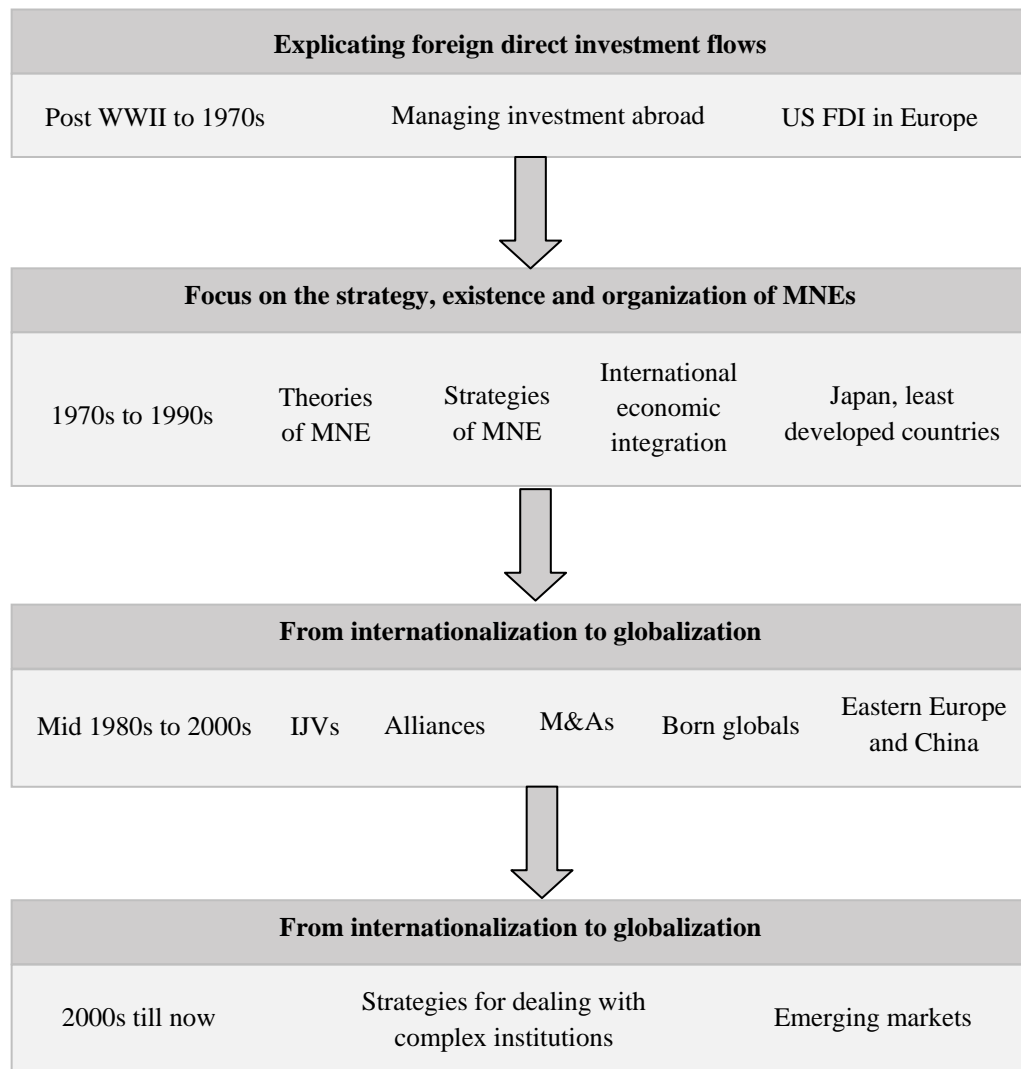 Explicating foreign direct investment flows
Post WWII to 1970s
Managing investment abroad
US FDI in Europe
Focus on the strategy, existence and organization of MNEs
1970s to 1990s
Theories
of MNE
Strategies
of MNE
International
economic
integration
Japan, least
developed countries
From internationalization to globalization
Mid 1980s to 2000s
IJVs
Alliances
M&As
Born globals
Eastern Europe
and China
From internationalization to globalization
2000s till now
Strategies for dealing with
complex institutions
Emerging markets